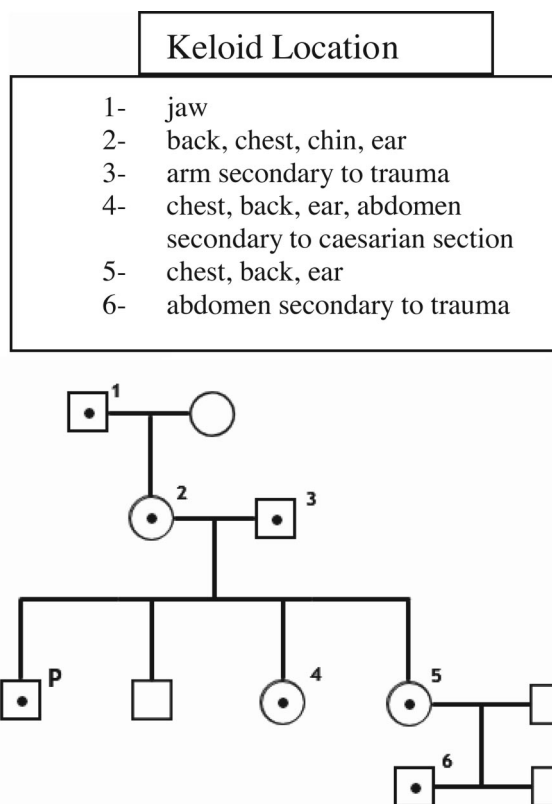 Keloid Location
1- jaw
2- back, chest, chin, ear
3- arm secondary to trauma
4- chest, back, ear, abdomen
secondary to caesarian section
5- chest, back, ear
6- abdomen secondary to trauma
1
2
3
P
4
5
6